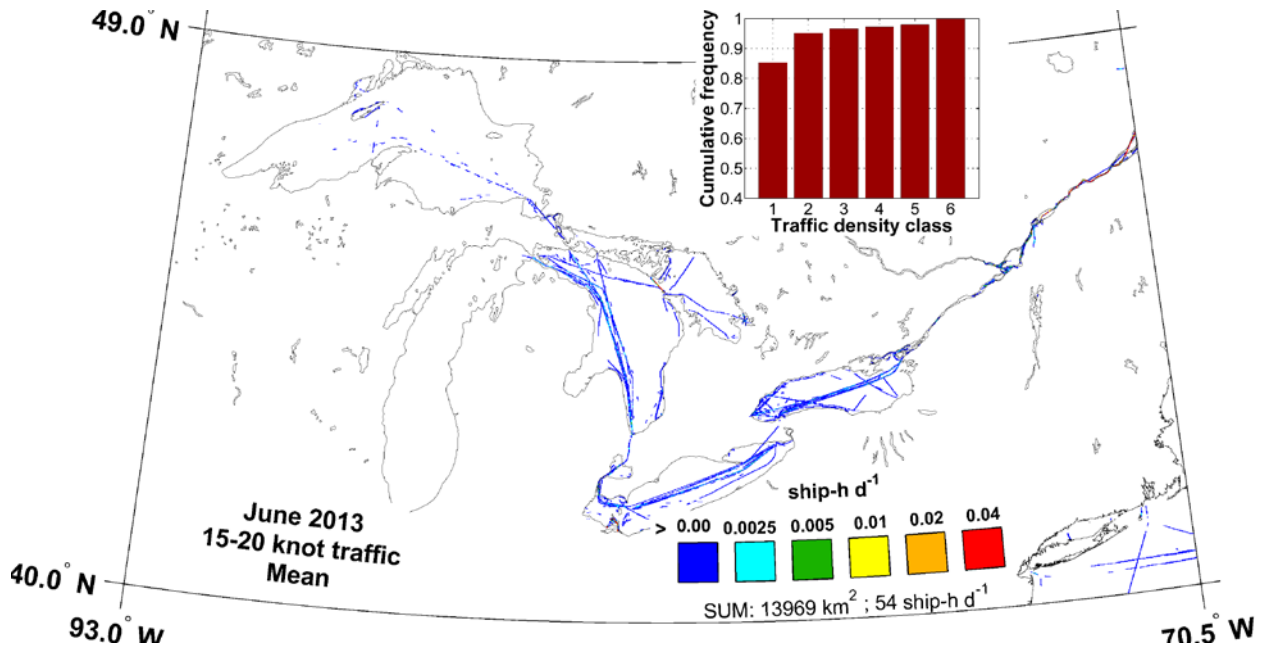 49.0° N
1
0.9
0.8
0.7
0.6
0.5
0.4
Cumulative frequency
1 2 3 4 5 6
Traffic density class
ship-h d⁻¹
> 0.00 0.0025 0.005 0.01 0.02 0.04
SUM: 13969 km² ; 54 ship-h d⁻¹
June 2013
15-20 knot traffic
Mean
40.0° N
93.0° W
70.5° W